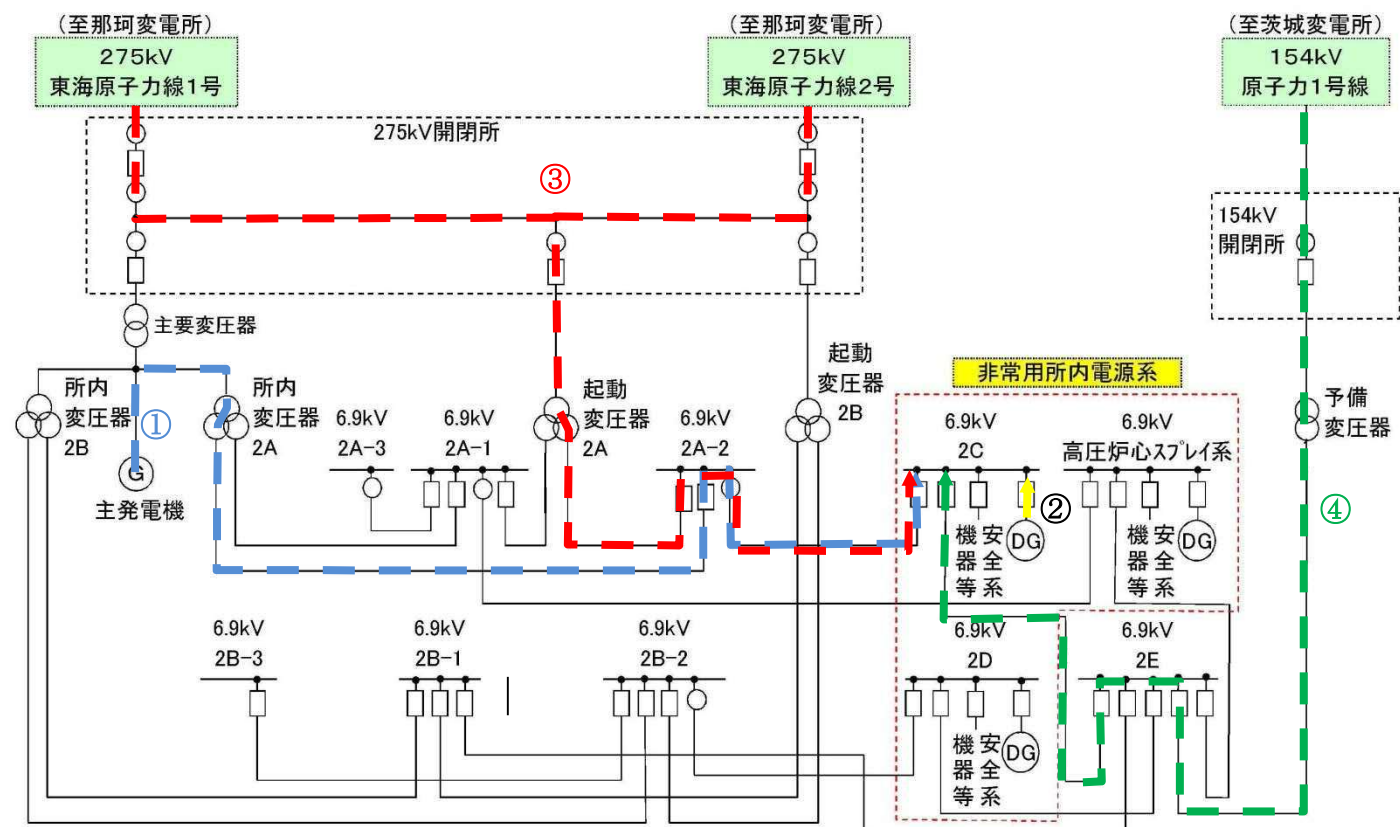 (至那珂変電所)
275kV
東海原子力線1号
(至那珂変電所)
275kV
東海原子力線2号
(至茨城変電所)
154kV
原子力1号線
275kV開閉所
③
154kV
開閉所
主要変圧器
所内
変圧器
2B
①
G
主発電機
所内
変圧器
2A
6.9kV
2A-3
6.9kV
2A-1
起動
変圧器
2A
6.9kV
2A-2
起動
変圧器
2B
非常用所内電源系
6.9kV
2C
6.9kV
高圧炉心スプレイ系
予備
変圧器
②
④
安全系
機器等
DG
安全系
機器等
DG
6.9kV
2B-3
6.9kV
2B-1
6.9kV
2B-2
6.9kV
2D
6.9kV
2E
安全系
機器等
DG